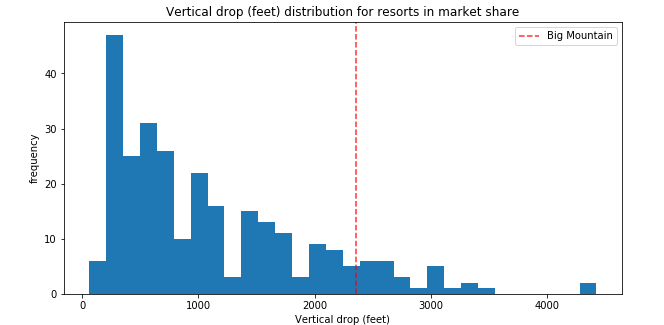 Vertical drop (feet) distribution for resorts in market share
Big Mountain
frequency
40
30
20
10
0
0 1000 2000 3000 4000
Vertical drop (feet)